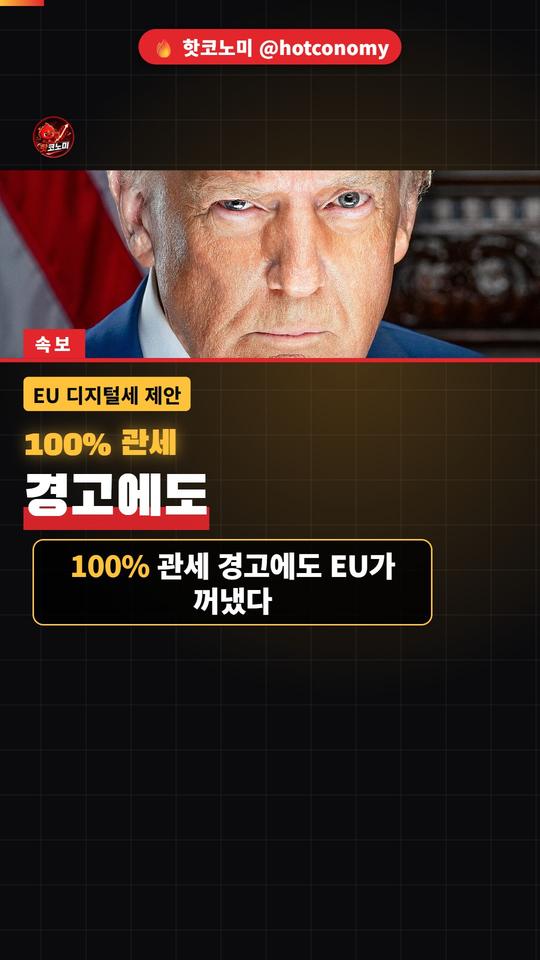 🔥 핫코노미 @hotconomy
핫코노미
속보
EU 디지털세 제안
100% 관세
경고에도
100% 관세 경고에도 EU가
꺼냈다